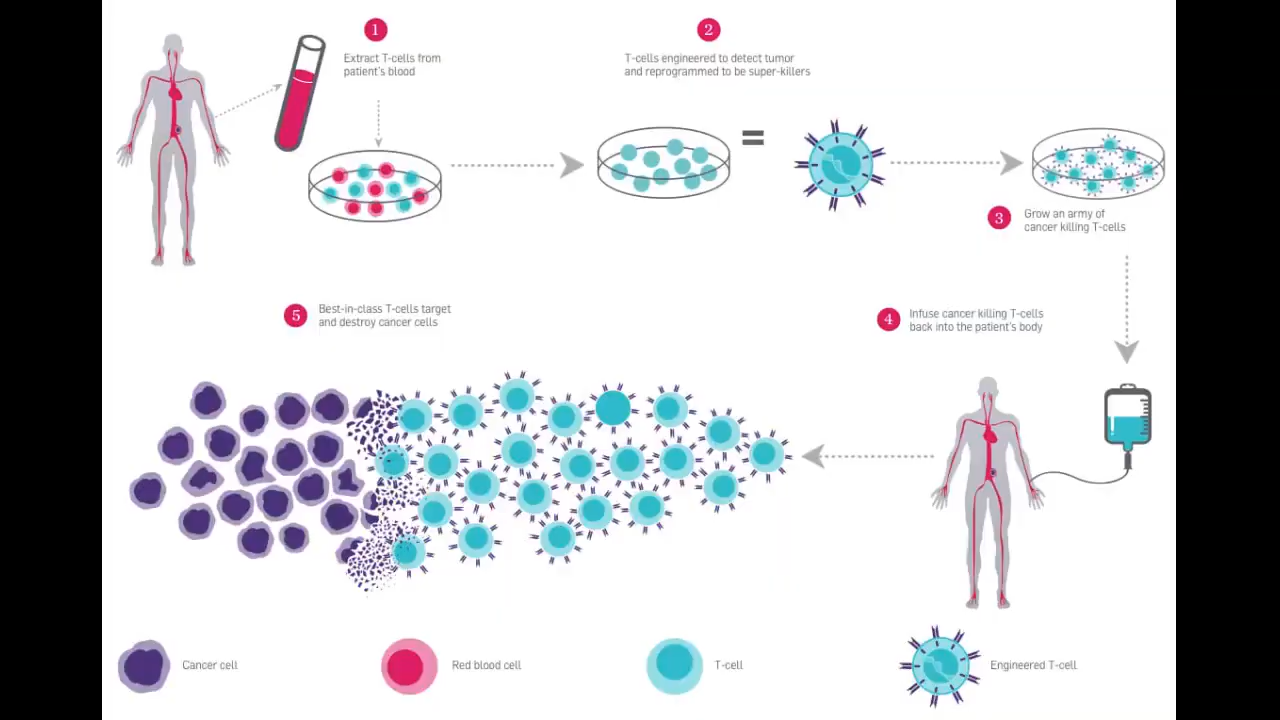 1
Extract T-cells from
patient's blood
2
T-cells engineered to detect tumor
and reprogrammed to be super-killers
3
Grow an army of
cancer killing T-cells
4
Infuse cancer killing T-cells
back into the patient's body
5
Best-in-class T-cells target
and destroy cancer cells
Cancer cell
Red blood cell
T-cell
Engineered T-cell